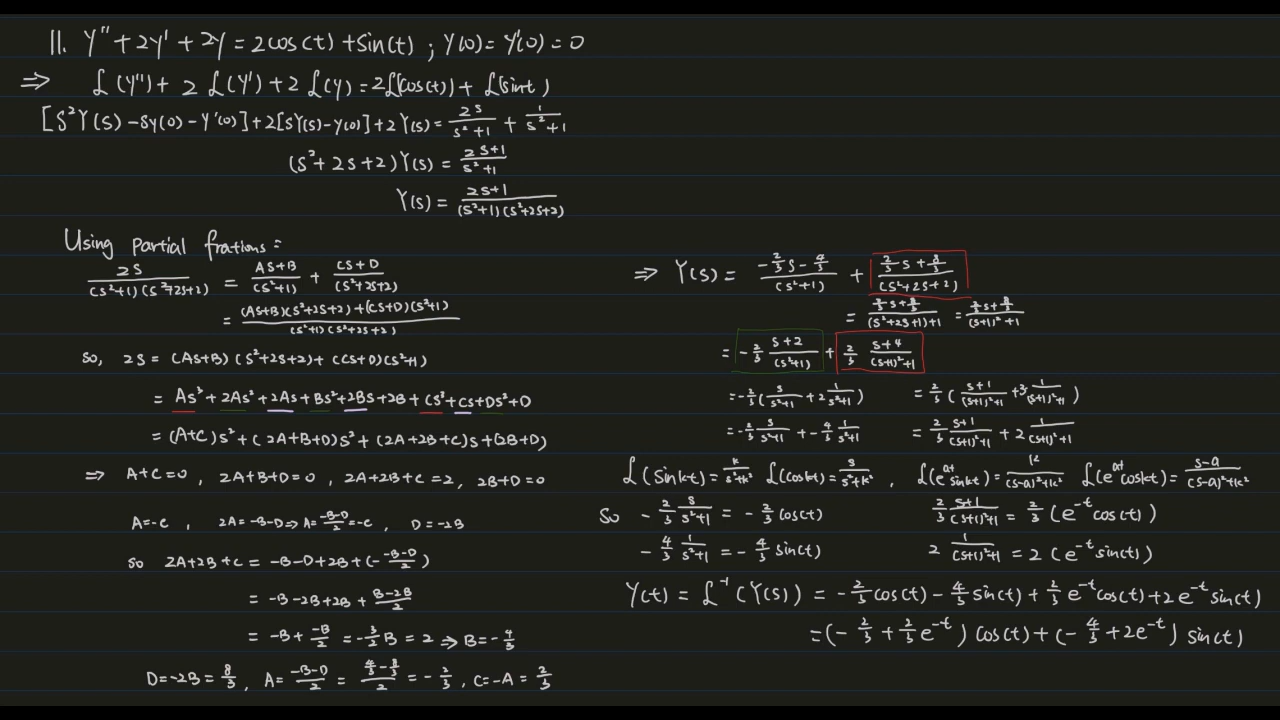 11. Y'' + 2Y' + 2Y = 2cos(t) + Sin(t) ; Y(0) = Y'(0) = 0
⇒ ℒ(Y'') + 2 ℒ(Y') + 2 ℒ(Y) = 2ℒ(cos(t)) + ℒ(sint)
[S²Y(s) - sy(0) - Y'(0)] + 2[sY(s) - Y(0)] + 2Y(s) = 2s/(s²+1) + 1/(s²+1)
(s² + 2s + 2) Y(s) = (2s+1)/(s²+1)
Y(s) = (2s+1)/((s²+1)(s²+2s+2))
Using partial frations =
2s/((s²+1)(s²+2s+2)) = (As+B)/(s²+1) + (Cs+D)/(s²+2s+2)
= ((As+B)(s²+2s+2) + (Cs+D)(s²+1))/((s²+1)(s²+2s+2))
so, 2s = (As+B)(s²+2s+2) + (Cs+D)(s²+1)
= As³ + 2As² + 2As + Bs² + 2Bs + 2B + Cs³ + Cs + Ds² + D
= (A+C)s³ + (2A+B+D)s² + (2A+2B+C)s + (2B+D)
⇒ A+C=0, 2A+B+D=0, 2A+2B+C=2, 2B+D=0
A=-C, 2A=-B-D ⇒ A=(-B-D)/2=-C, D=-2B
so 2A+2B+C = -B-D+2B+(-(-B-D)/2)
= -B-2B+2B + (B-2B)/2
= -B + (-B)/2 = -3/2 B = 2 ⇒ B=-4/3
D=-2B=8/3, A=(-B-D)/2 = (4/3 - 8/3)/2 = -2/3, C=-A=2/3
⇒ Y(s) = (-2/3 s - 4/3)/(s²+1) + (2/3 s + 8/3)/(s²+2s+2)
= (2/3 s + 8/3)/((s²+2s+1)+1) = (2/3 s + 8/3)/((s+1)²+1)
= -2/3 (s+2)/(s²+1) + 2/3 (s+4)/((s+1)²+1)
= -2/3 (s/(s²+1) + 2 1/(s²+1)) = 2/3 ((s+1)/((s+1)²+1) + 3 1/((s+1)²+1))
= -2/3 s/(s²+1) + -4/3 1/(s²+1) = 2/3 (s+1)/((s+1)²+1) + 2 1/((s+1)²+1)
ℒ(sinkt) = k/(s²+k²) ℒ(coskt) = s/(s²+k²), ℒ(e^at sinkt) = k/((s-a)²+k²) ℒ(e^at coskt) = (s-a)/((s-a)²+k²)
So -2/3 s/(s²+1) = -2/3 cos(t) 2/3 (s+1)/((s+1)²+1) = 2/3 (e^-t cos(t))
-4/3 1/(s²+1) = -4/3 sin(t) 2 1/((s+1)²+1) = 2(e^-t sin(t))
Y(t) = ℒ⁻¹(Y(s)) = -2/3 cos(t) - 4/3 sin(t) + 2/3 e^-t cos(t) + 2e^-t sin(t)
= (-2/3 + 2/3 e^-t) cos(t) + (-4/3 + 2e^-t) sin(t)